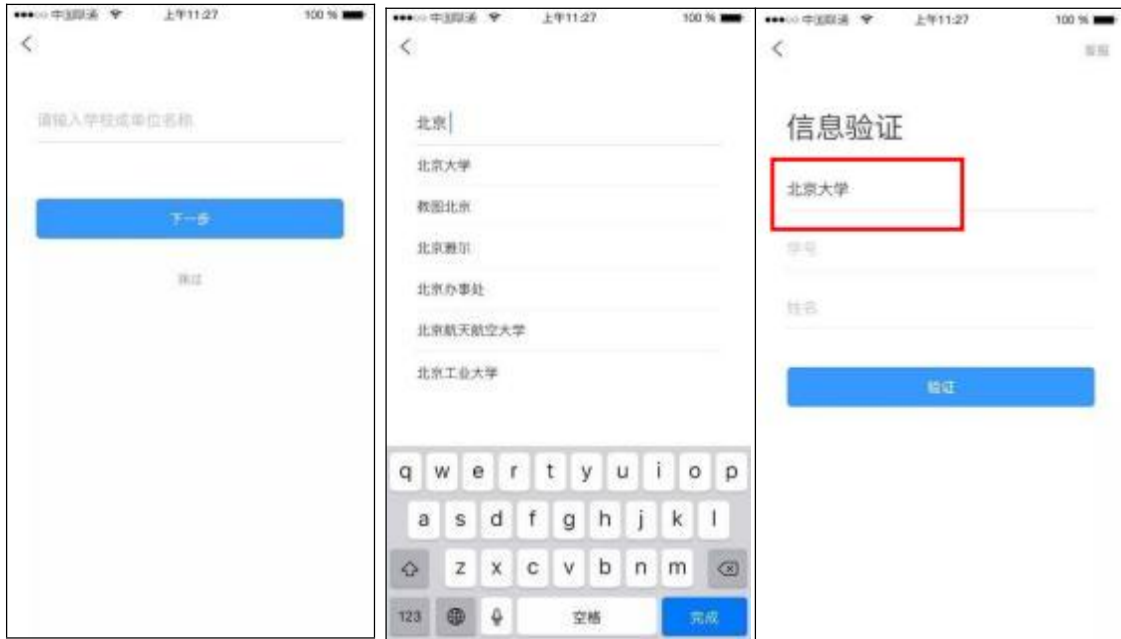 中国联通 上午11:27 100 %
请输入学校或单位名称
下一步
跳过
中国联通 上午11:27 100 %
北京
北京大学
教图北京
北京雅尔
北京办事处
北京航天航空大学
北京工业大学
q w e r t y u i o p
a s d f g h j k l
z x c v b n m
123 空格 完成
中国联通 上午11:27 100 %
客服
信息验证
北京大学
学号
姓名
验证